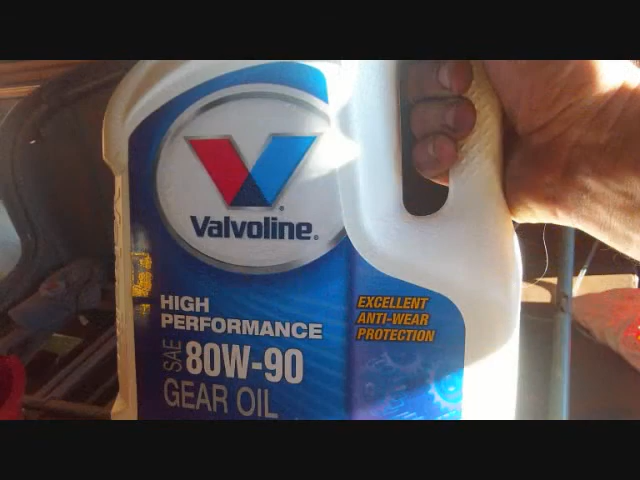 Valvoline®
HIGH
PERFORMANCE
SAE 80W-90
GEAR OIL
EXCELLENT
ANTI-WEAR
PROTECTION